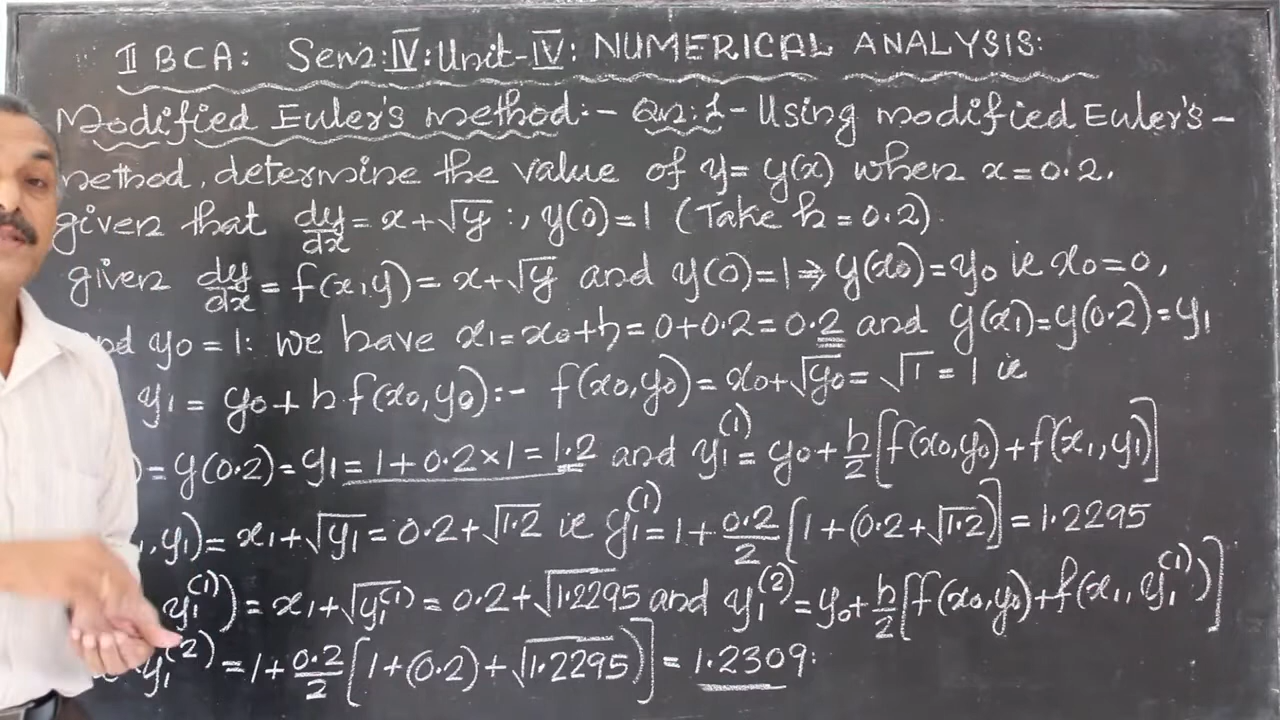 II BCA: Sem:IV: Unit-IV: NUMERICAL ANALYSIS:
Modified Euler's method:- Qn:1- Using modified Euler's-
method, determine the value of y= y(x) when x=0.2,
given that dy/dx = x+√y :, y(0)=1 (Take h=0.2).
given dy/dx = f(x,y) = x+√y and y(0)=1 ⇒ y(x₀)=y₀ ie x₀=0,
nd y₀=1: we have x₁=x₀+h=0+0.2=0.2 and y(x₁)=y(0.2)=y₁
y₁ = y₀+h f(x₀,y₀):- f(x₀,y₀) = x₀+√y₀ = √1 = 1 ie
)=y(0.2)=y₁=1+0.2×1=1.2 and y₁⁽¹⁾=y₀+h/2[f(x₀,y₀)+f(x₁,y₁)]
,y₁)=x₁+√y₁=0.2+√1.2 ie y₁⁽¹⁾=1+0.2/2[1+(0.2+√1.2)]=1.2295
y₁⁽¹⁾)=x₁+√y₁⁽¹⁾=0.2+√1.2295 and y₁⁽²⁾=y₀+h/2[f(x₀,y₀)+f(x₁,y₁⁽¹⁾)]
y₁⁽²⁾=1+0.2/2[1+(0.2)+√1.2295)]=1.2309: